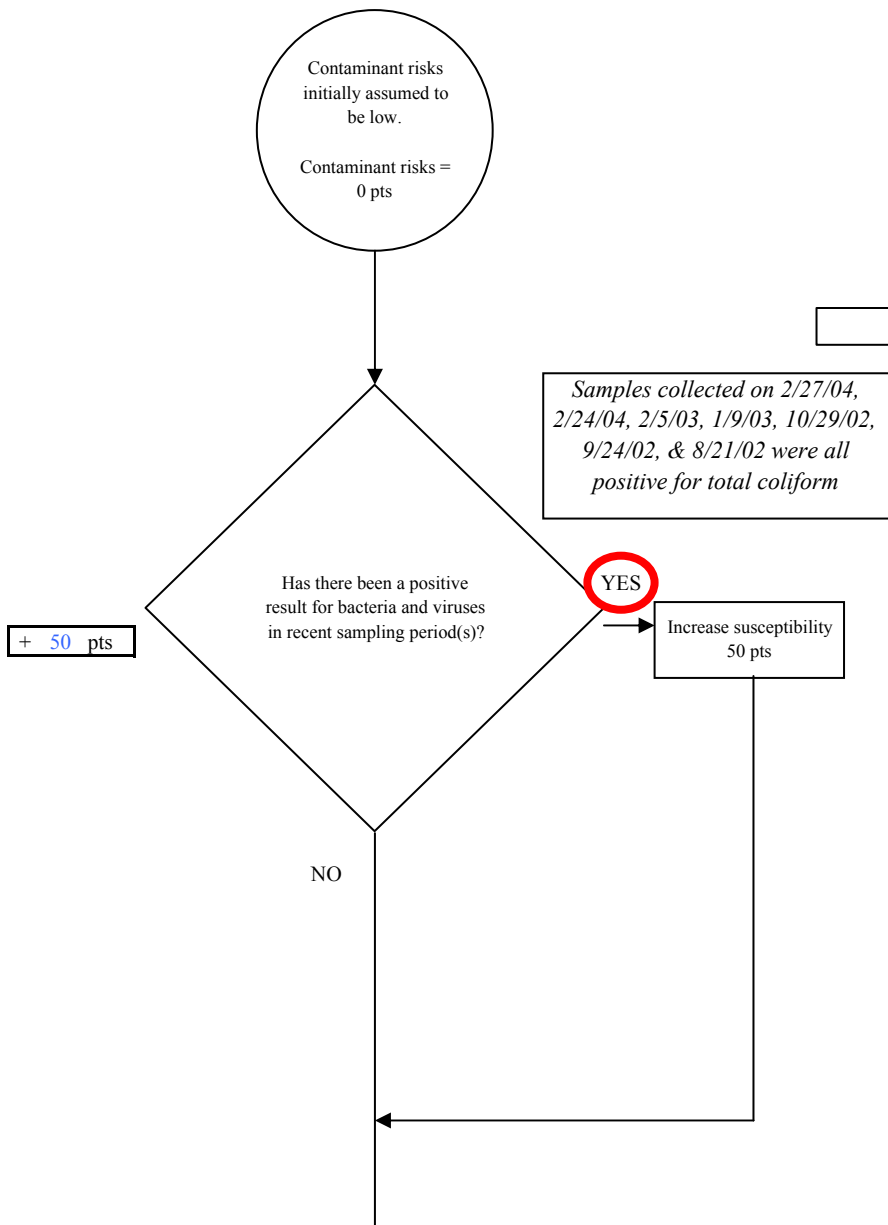 Contaminant risks
initially assumed to
be low.
Contaminant risks =
0 pts
Samples collected on 2/27/04,
2/24/04, 2/5/03, 1/9/03, 10/29/02,
9/24/02, & 8/21/02 were all
positive for total coliform
Has there been a positive
result for bacteria and viruses
in recent sampling period(s)?
YES
+ 50 pts
Increase susceptibility
50 pts
NO